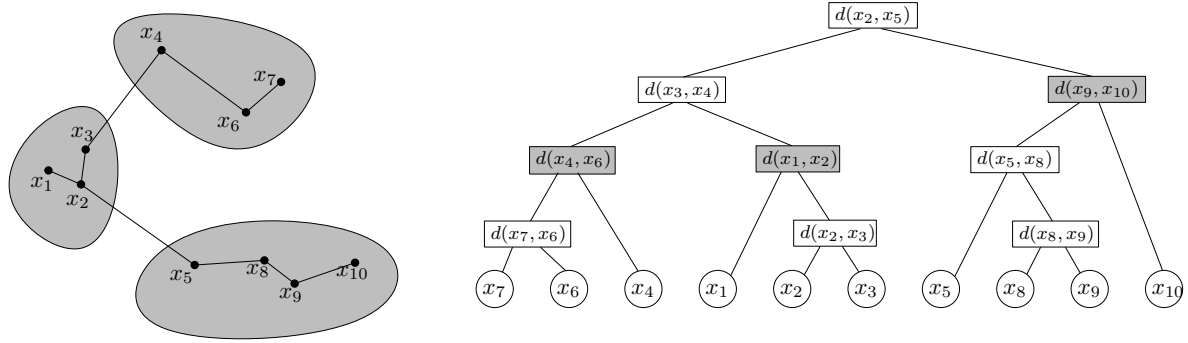 x₄
x₇
x₆
x₃
x₁
x₂
x₅
x₈
x₉
x₁₀
d(x₂, x₅)
d(x₃, x₄)
d(x₉, x₁₀)
d(x₄, x₆)
d(x₁, x₂)
d(x₅, x₈)
d(x₇, x₆)
d(x₂, x₃)
d(x₈, x₉)
x₇ x₆ x₄ x₁ x₂ x₃ x₅ x₈ x₉ x₁₀